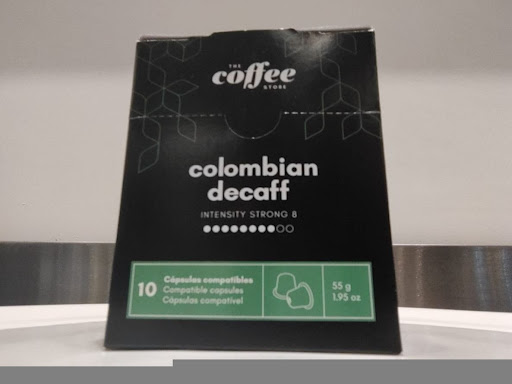 THE
coffee
STORE
colombian
decaff
INTENSITY STRONG 8
10
Cápsulas compatibles
Compatible capsules
Cápsulas compatível
55 g
1.95 oz